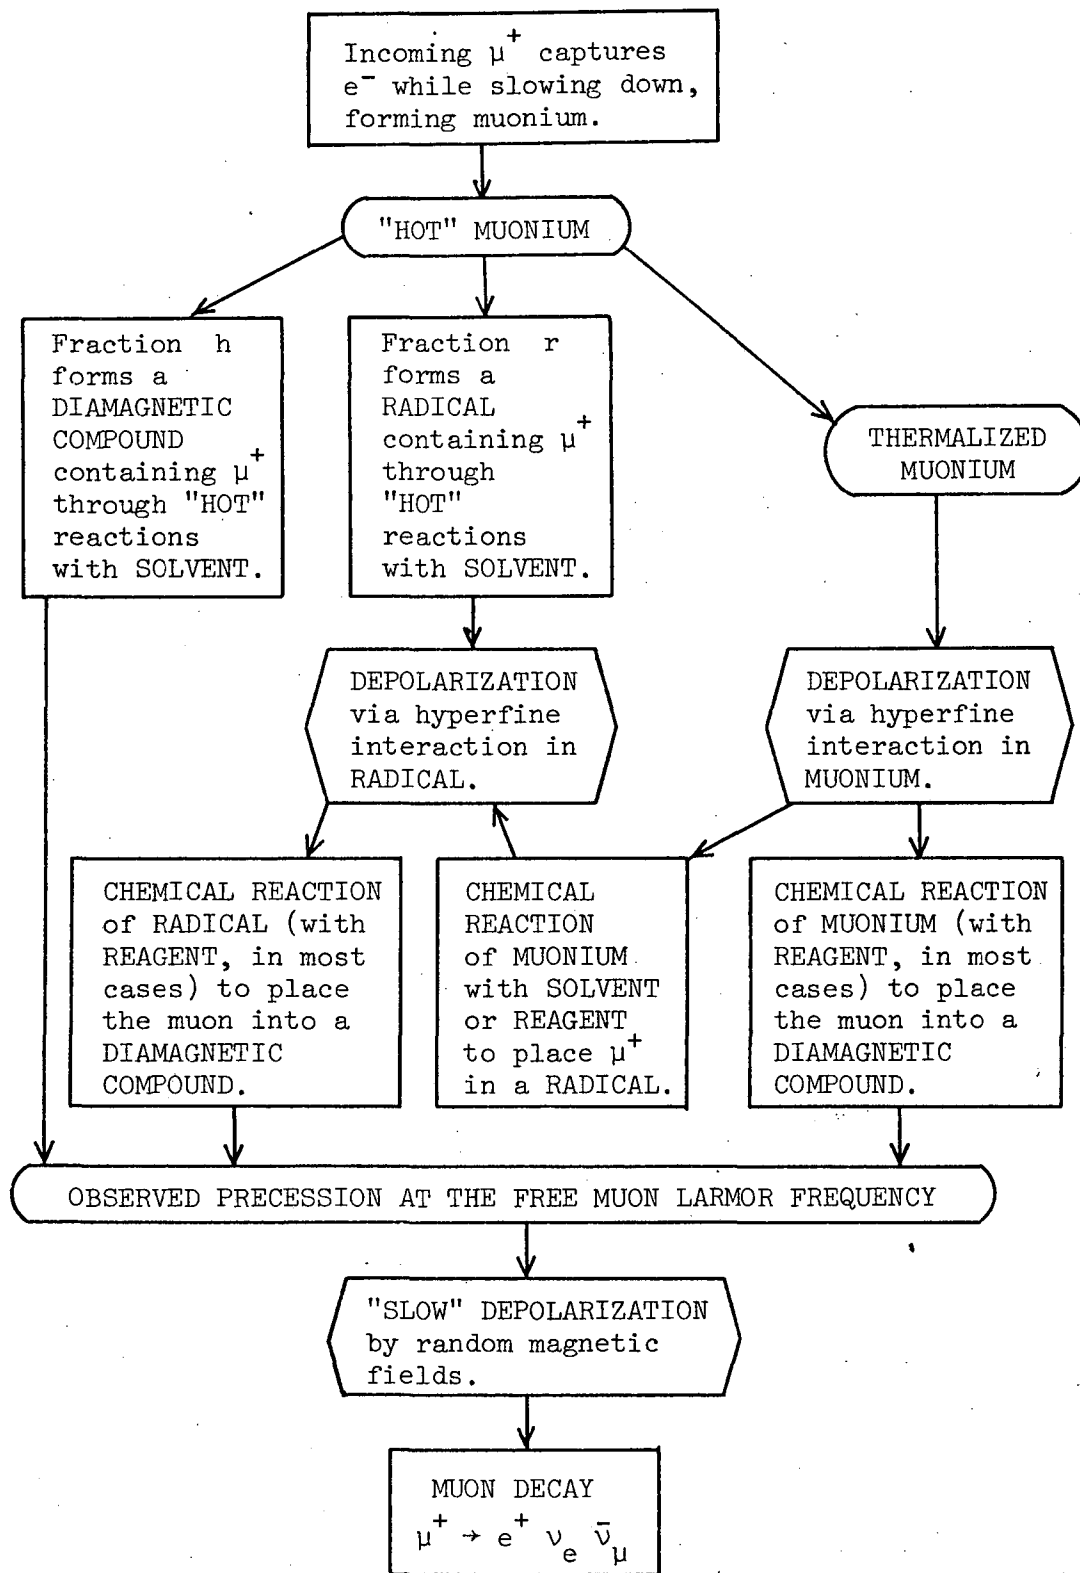 Incoming μ⁺ captures
e⁻ while slowing down,
forming muonium.
"HOT" MUONIUM
Fraction h
forms a
DIAMAGNETIC
COMPOUND
containing μ⁺
through "HOT"
reactions
with SOLVENT.
Fraction r
forms a
RADICAL
containing μ⁺
through
"HOT"
reactions
with SOLVENT.
THERMALIZED
MUONIUM
DEPOLARIZATION
via hyperfine
interaction in
RADICAL.
DEPOLARIZATION
via hyperfine
interaction in
MUONIUM.
CHEMICAL REACTION
of RADICAL (with
REAGENT, in most
cases) to place
the muon into a
DIAMAGNETIC
COMPOUND.
CHEMICAL
REACTION
of MUONIUM
with SOLVENT
or REAGENT
to place μ⁺
in a RADICAL.
CHEMICAL REACTION
of MUONIUM (with
REAGENT, in most
cases) to place
the muon into a
DIAMAGNETIC
COMPOUND.
OBSERVED PRECESSION AT THE FREE MUON LARMOR FREQUENCY
"SLOW" DEPOLARIZATION
by random magnetic
fields.
MUON DECAY
μ⁺ → e⁺ ν_e ν̄_μ